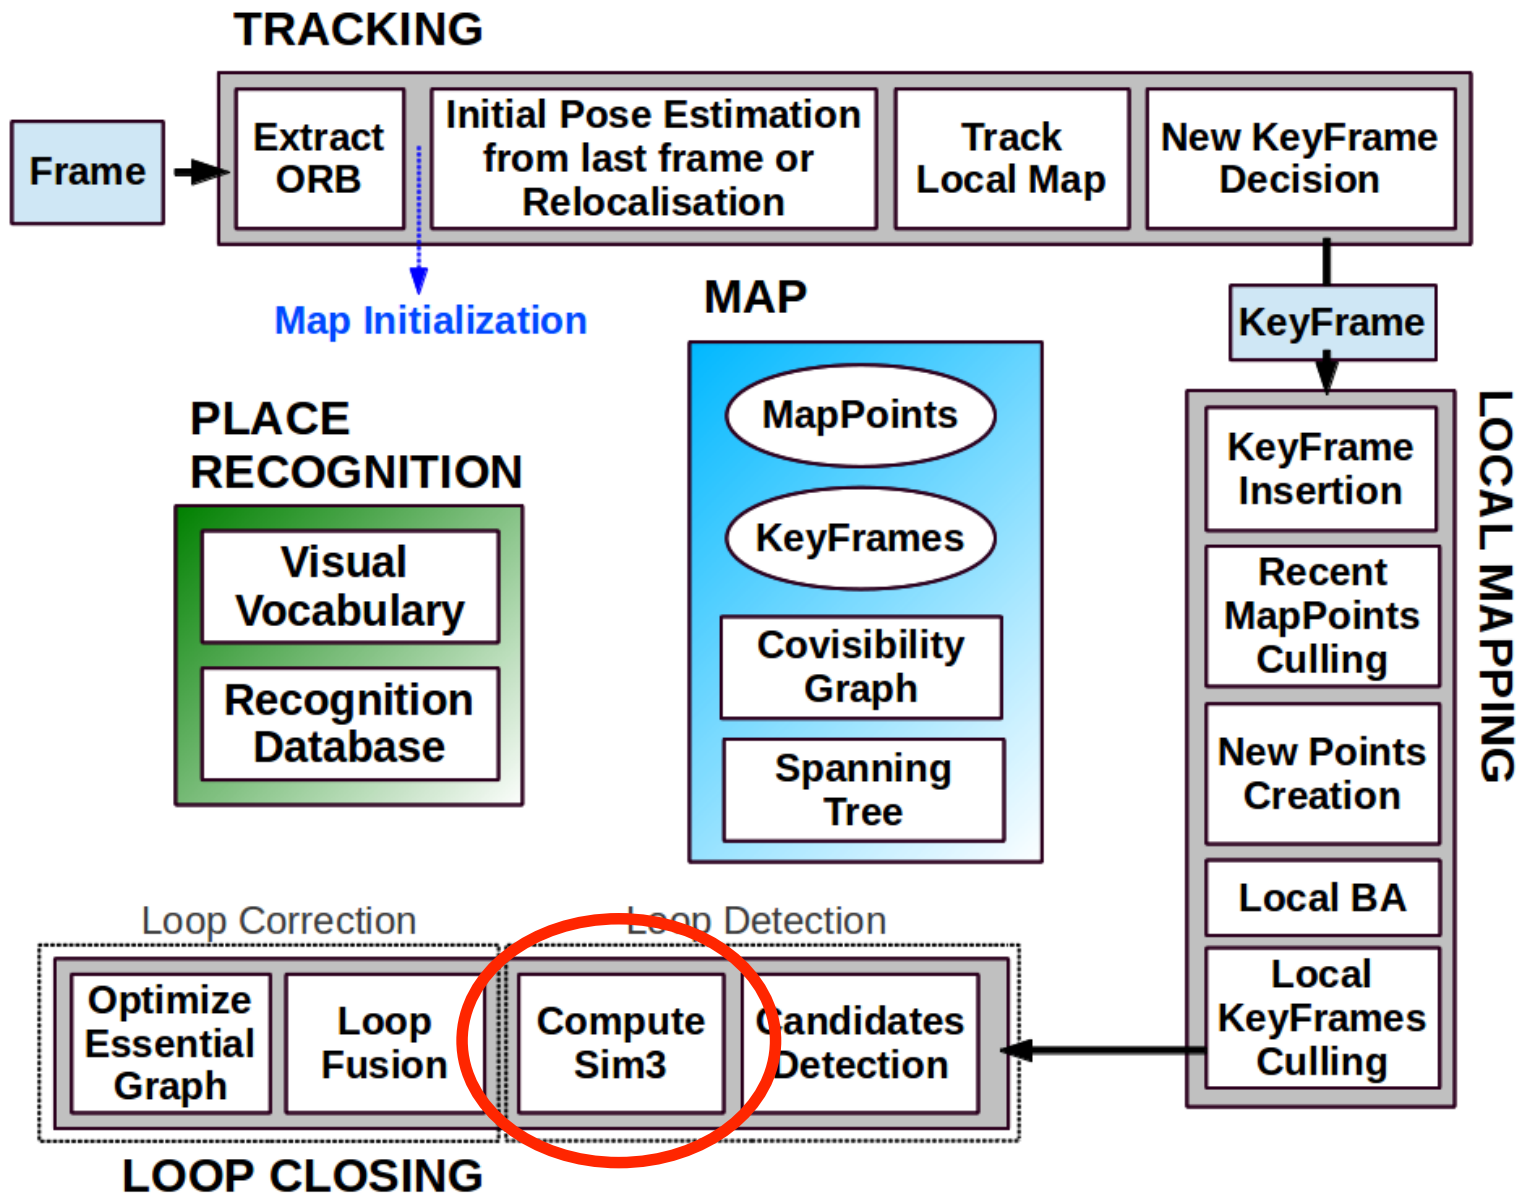 TRACKING
Frame
Extract
ORB
Initial Pose Estimation
from last frame or
Relocalisation
Track
Local Map
New KeyFrame
Decision
Map Initialization
MAP
KeyFrame
PLACE
RECOGNITION
Visual
Vocabulary
Recognition
Database
MapPoints
KeyFrames
Covisibility
Graph
Spanning
Tree
LOCAL MAPPING
KeyFrame
Insertion
Recent
MapPoints
Culling
New Points
Creation
Local BA
Local
KeyFrames
Culling
Loop Correction
Loop Detection
Optimize
Essential
Graph
Loop
Fusion
Compute
Sim3
Candidates
Detection
LOOP CLOSING